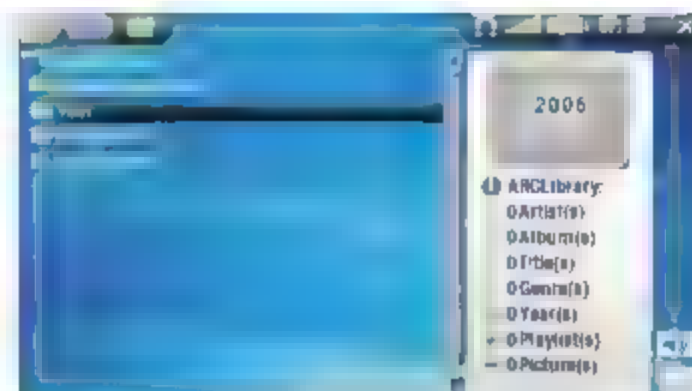 2006
ARCLibrary:
0 Artist(s)
0 Album(s)
0 Title(s)
0 Genre(s)
0 Year(s)
0 Playlist(s)
0 Picture(s)